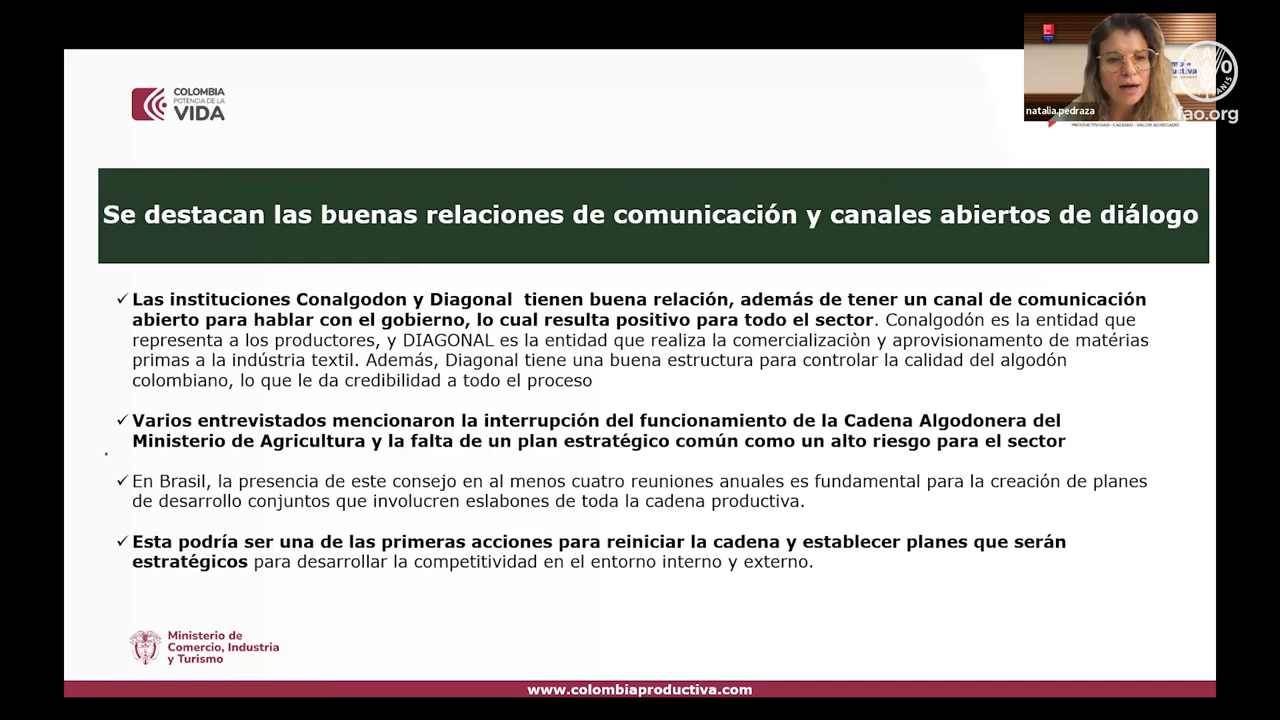 COLOMBIA
POTENCIA DE LA
VIDA
natalia.pedraza
fao.org
PRODUCTIVIDAD - CALIDAD - VALOR AGREGADO
Se destacan las buenas relaciones de comunicación y canales abiertos de diálogo
✓Las instituciones Conalgodon y Diagonal tienen buena relación, además de tener un canal de comunicación
abierto para hablar con el gobierno, lo cual resulta positivo para todo el sector. Conalgodón es la entidad que
representa a los productores, y DIAGONAL es la entidad que realiza la comercializaciòn y aprovisionamento de matérias
primas a la indústria textil. Además, Diagonal tiene una buena estructura para controlar la calidad del algodón
colombiano, lo que le da credibilidad a todo el proceso
✓Varios entrevistados mencionaron la interrupción del funcionamiento de la Cadena Algodonera del
Ministerio de Agricultura y la falta de un plan estratégico común como un alto riesgo para el sector
✓En Brasil, la presencia de este consejo en al menos cuatro reuniones anuales es fundamental para la creación de planes
de desarrollo conjuntos que involucren eslabones de toda la cadena productiva.
✓Esta podría ser una de las primeras acciones para reiniciar la cadena y establecer planes que serán
estratégicos para desarrollar la competitividad en el entorno interno y externo.
Ministerio de
Comercio, Industria
y Turismo
www.colombiaproductiva.com